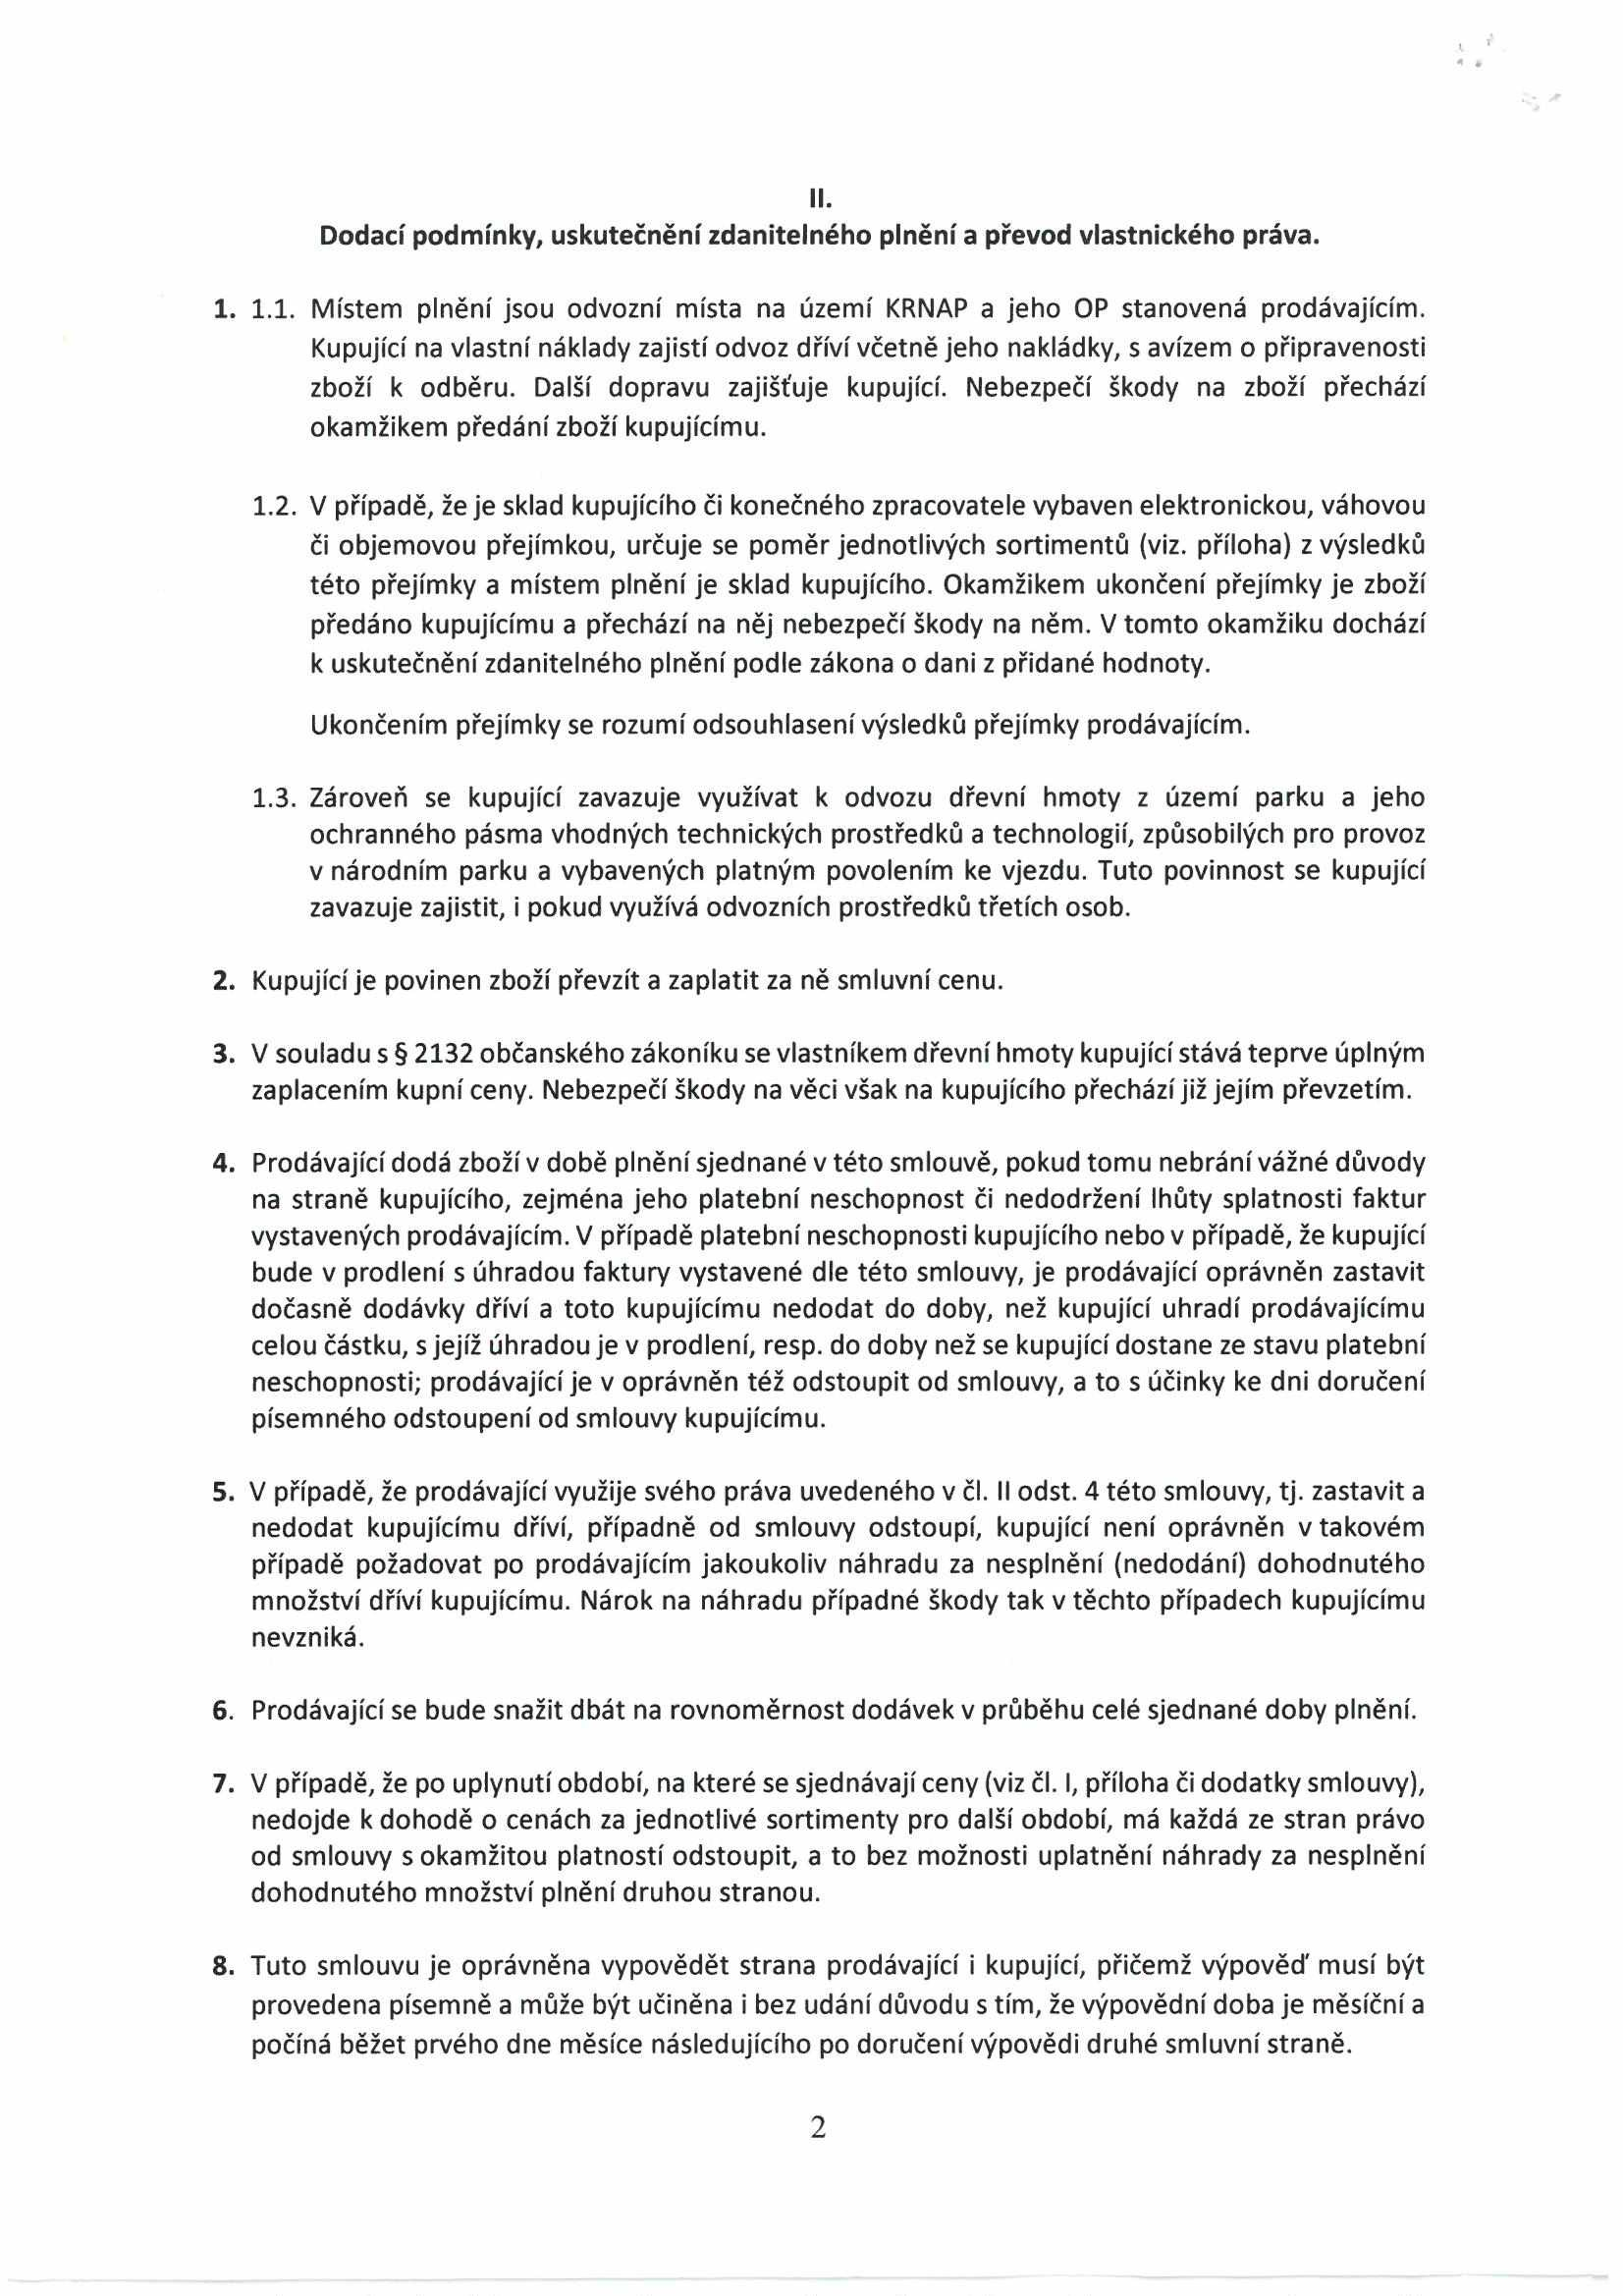 II.
Dodací podmínky, uskutečnění zdanitelného plnění a převod vlastnického práva.
1. 1.1. Místem plnění jsou odvozní místa na území KRNAP a jeho OP stanovená prodávajícím.
Kupující na vlastní náklady zajistí odvoz dříví včetně jeho nakládky, s avízem o připravenosti
zboží k odběru. Další dopravu zajišťuje kupující. Nebezpečí škody na zboží přechází
okamžikem předání zboží kupujícímu.
1.2. V případě, že je sklad kupujícího či konečného zpracovatele vybaven elektronickou, váhovou
či objemovou přejímkou, určuje se poměr jednotlivých sortimentů (viz. příloha) z výsledků
této přejímky a místem plnění je sklad kupujícího. Okamžikem ukončení přejímky je zboží
předáno kupujícímu a přechází na něj nebezpečí škody na něm. V tomto okamžiku dochází
k uskutečnění zdanitelného plnění podle zákona o dani z přidané hodnoty.
Ukončením přejímky se rozumí odsouhlasení výsledků přejímky prodávajícím.
1.3. Zároveň se kupující zavazuje využívat k odvozu dřevní hmoty z území parku a jeho
ochranného pásma vhodných technických prostředků a technologií, způsobilých pro provoz
v národním parku a vybavených platným povolením ke vjezdu. Tuto povinnost se kupující
zavazuje zajistit, i pokud využívá odvozních prostředků třetích osob.
2. Kupující je povinen zboží převzít a zaplatit za ně smluvní cenu.
3. V souladu s § 2132 občanského zákoníku se vlastníkem dřevní hmoty kupující stává teprve úplným
zaplacením kupní ceny. Nebezpečí škody na věci však na kupujícího přechází již jejím převzetím.
4. Prodávající dodá zboží v době plnění sjednané v této smlouvě, pokud tomu nebrání vážné důvody
na straně kupujícího, zejména jeho platební neschopnost či nedodržení lhůty splatnosti faktur
vystavených prodávajícím. V případě platební neschopnosti kupujícího nebo v případě, že kupující
bude v prodlení s úhradou faktury vystavené dle této smlouvy, je prodávající oprávněn zastavit
dočasně dodávky dříví a toto kupujícímu nedodat do doby, než kupující uhradí prodávajícímu
celou částku, s jejíž úhradou je v prodlení, resp. do doby než se kupující dostane ze stavu platební
neschopnosti; prodávající je v oprávněn též odstoupit od smlouvy, a to s účinky ke dni doručení
písemného odstoupení od smlouvy kupujícímu.
5. V případě, že prodávající využije svého práva uvedeného v čl. II odst. 4 této smlouvy, tj. zastavit a
nedodat kupujícímu dříví, případně od smlouvy odstoupí, kupující není oprávněn v takovém
případě požadovat po prodávajícím jakoukoliv náhradu za nesplnění (nedodání) dohodnutého
množství dříví kupujícímu. Nárok na náhradu případné škody tak v těchto případech kupujícímu
nevzniká.
6. Prodávající se bude snažit dbát na rovnoměrnost dodávek v průběhu celé sjednané doby plnění.
7. V případě, že po uplynutí období, na které se sjednávají ceny (viz čl. I, příloha či dodatky smlouvy),
nedojde k dohodě o cenách za jednotlivé sortimenty pro další období, má každá ze stran právo
od smlouvy s okamžitou platností odstoupit, a to bez možnosti uplatnění náhrady za nesplnění
dohodnutého množství plnění druhou stranou.
8. Tuto smlouvu je oprávněna vypovědět strana prodávající i kupující, přičemž výpověď musí být
provedena písemně a může být učiněna i bez udání důvodu s tím, že výpovědní doba je měsíční a
počíná běžet prvého dne měsíce následujícího po doručení výpovědi druhé smluvní straně.
2